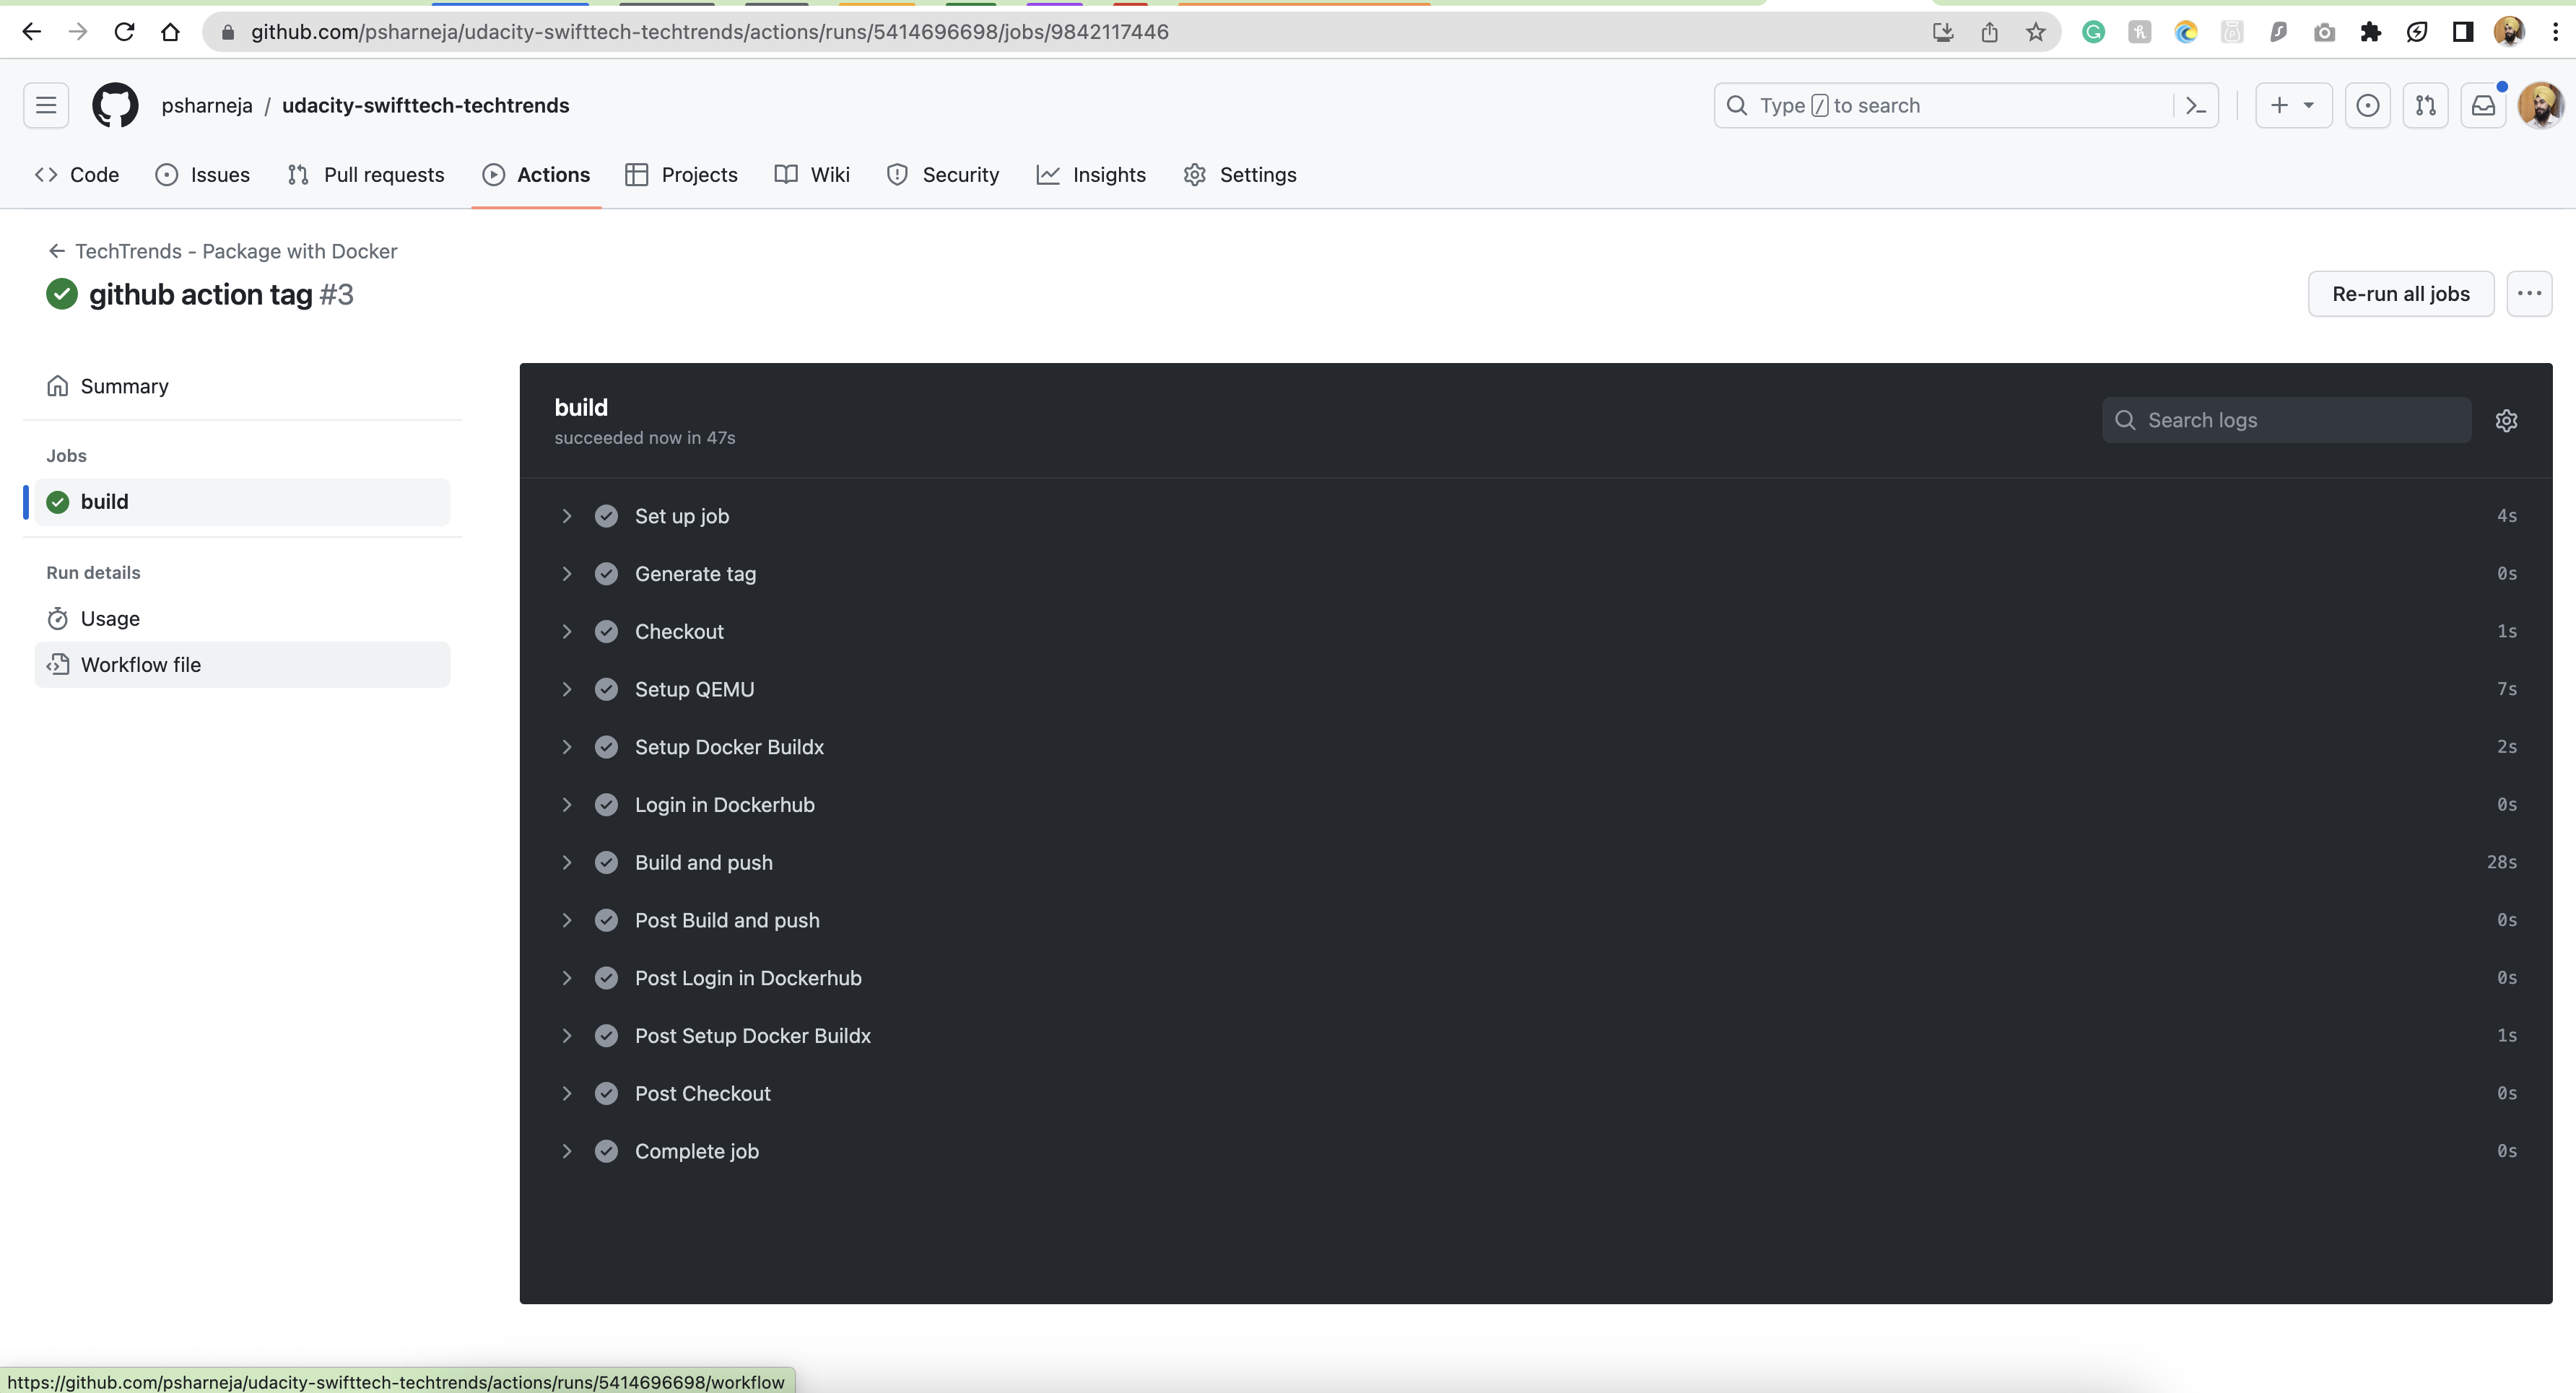 github.com/psharneja/udacity-swifttech-techtrends/actions/runs/5414696698/jobs/9842117446
psharneja / udacity-swifttech-techtrends
Type / to search
Code Issues Pull requests Actions Projects Wiki Security Insights Settings
TechTrends - Package with Docker
github action tag #3
Re-run all jobs
Summary
Jobs
build
Run details
Usage
Workflow file
build
succeeded now in 47s
Search logs
Set up job 4s
Generate tag 0s
Checkout 1s
Setup QEMU 7s
Setup Docker Buildx 2s
Login in Dockerhub 0s
Build and push 28s
Post Build and push 0s
Post Login in Dockerhub 0s
Post Setup Docker Buildx 1s
Post Checkout 0s
Complete job 0s
https://github.com/psharneja/udacity-swifttech-techtrends/actions/runs/5414696698/workflow